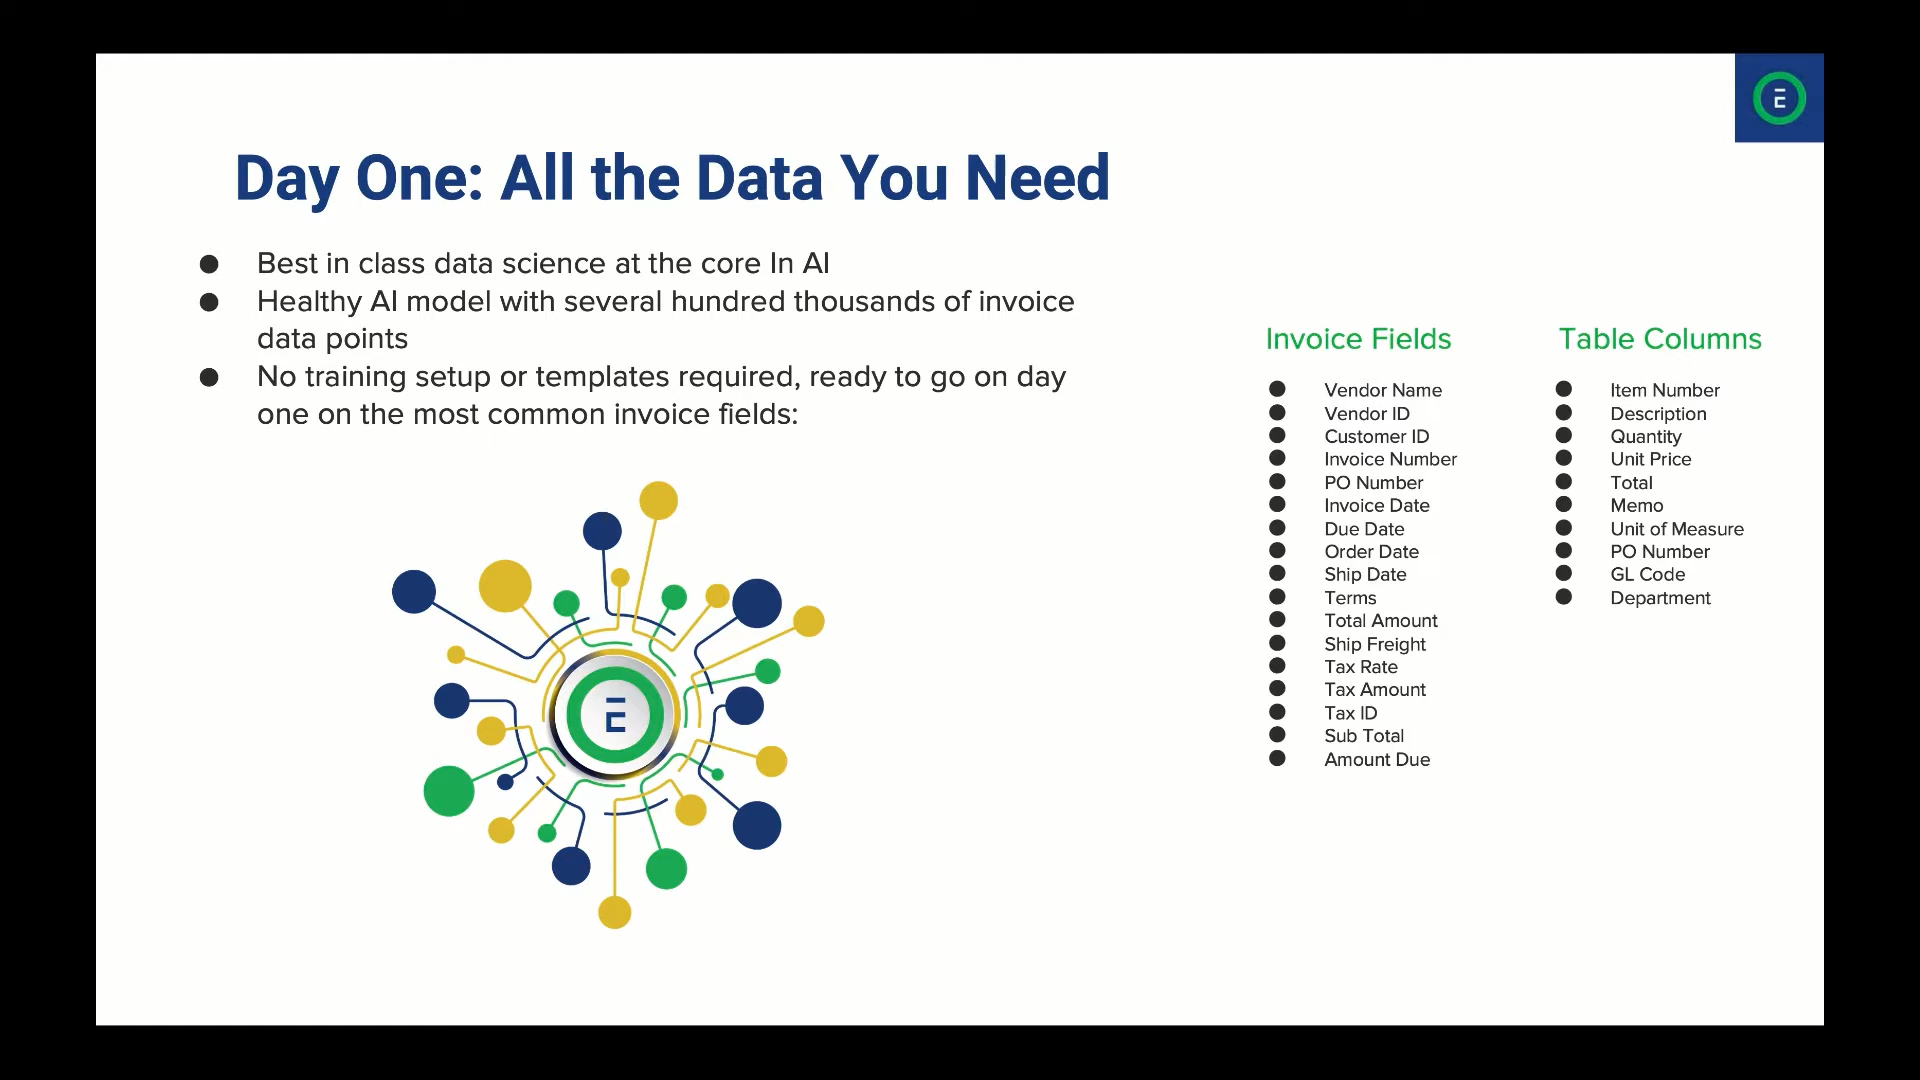 E
Day One: All the Data You Need
● Best in class data science at the core In AI
● Healthy AI model with several hundred thousands of invoice
data points
● No training setup or templates required, ready to go on day
one on the most common invoice fields:
E
Invoice Fields
● Vendor Name
● Vendor ID
● Customer ID
● Invoice Number
● PO Number
● Invoice Date
● Due Date
● Order Date
● Ship Date
● Terms
● Total Amount
● Ship Freight
● Tax Rate
● Tax Amount
● Tax ID
● Sub Total
● Amount Due
Table Columns
● Item Number
● Description
● Quantity
● Unit Price
● Total
● Memo
● Unit of Measure
● PO Number
● GL Code
● Department